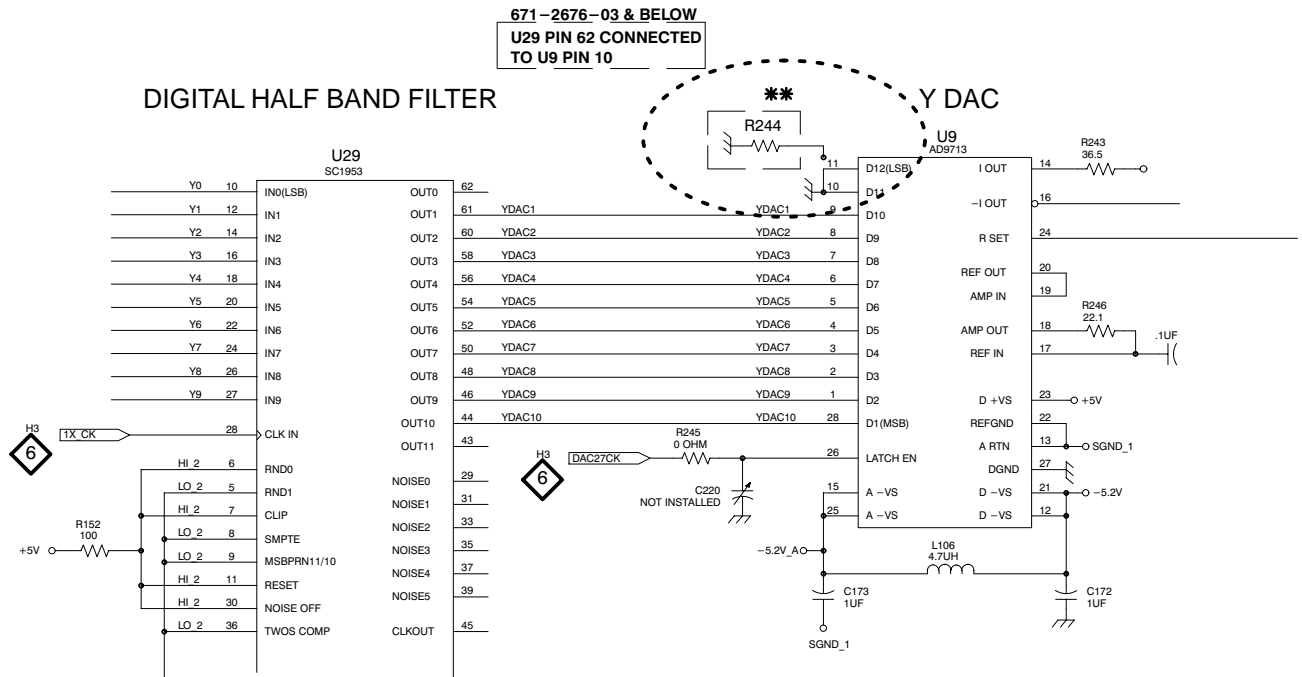 671-2676-03 & BELOW
U29 PIN 62 CONNECTED
TO U9 PIN 10
DIGITAL HALF BAND FILTER
**
Y DAC
R244
U29
SC1953
U9
AD9713
Y0 10 IN0(LSB)
Y1 12 IN1
Y2 14 IN2
Y3 16 IN3
Y4 18 IN4
Y5 20 IN5
Y6 22 IN6
Y7 24 IN7
Y8 26 IN8
Y9 27 IN9
H3
6
1X_CK
28 CLK IN
HI_2 6 RND0
LO_2 5 RND1
HI_2 7 CLIP
LO_2 8 SMPTE
LO_2 9 MSBPRN11/10
HI_2 11 RESET
HI_2 30 NOISE OFF
LO_2 36 TWOS COMP
R152
100
+5V
OUT0 62
OUT1 61 YDAC1
OUT2 60 YDAC2
OUT3 58 YDAC3
OUT4 56 YDAC4
OUT5 54 YDAC5
OUT6 52 YDAC6
OUT7 50 YDAC7
OUT8 48 YDAC8
OUT9 46 YDAC9
OUT10 44 YDAC10
OUT11 43
NOISE0 29
NOISE1 31
NOISE2 33
NOISE3 35
NOISE4 37
NOISE5 39
CLKOUT 45
11 D12(LSB)
10 D11
YDAC1 9 D10
YDAC2 8 D9
YDAC3 7 D8
YDAC4 6 D7
YDAC5 5 D6
YDAC6 4 D5
YDAC7 3 D4
YDAC8 2 D3
YDAC9 1 D2
YDAC10 28 D1(MSB)
H3
6
DAC27CK
R245
0 OHM
26 LATCH EN
C220
NOT INSTALLED
15 A -VS
25 A -VS
I OUT 14
R243
36.5
-I OUT 16
R SET 24
REF OUT 20
AMP IN 19
AMP OUT 18
R246
22.1
REF IN 17
.1UF
D +VS 23 +5V
REFGND 22
A RTN 13 SGND_1
DGND 27
D -VS 21 -5.2V
D -VS 12
-5.2V_A
L106
4.7UH
C173
1UF
C172
1UF
SGND_1